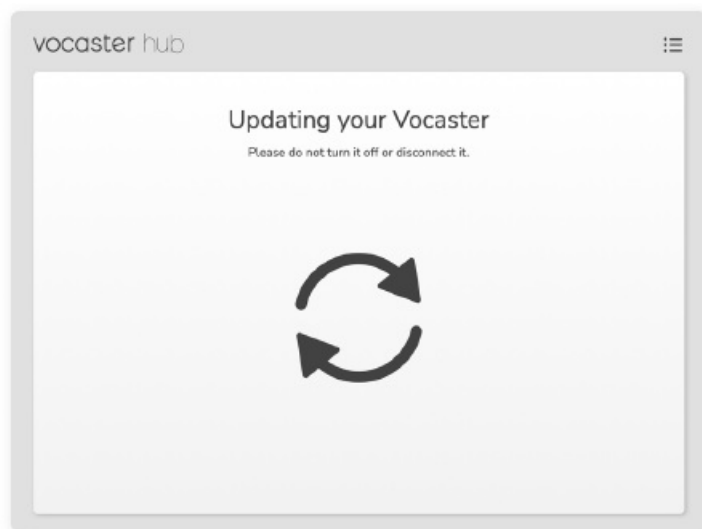 vocaster hub
Updating your Vocaster
Please do not turn it off or disconnect it.